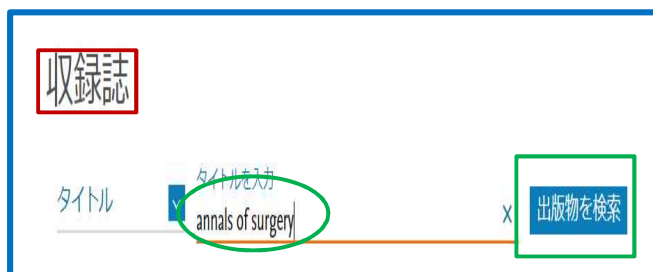 収録誌
タイトル
タイトルを入力
annals of surgery
X
出版物を検索